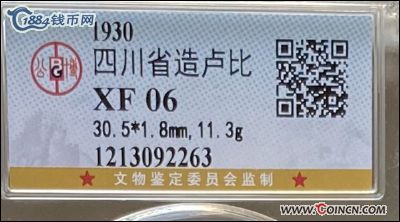 1884钱币网
1930
四川省造卢比
XF 06
30.5*1.8mm,11.3g
1213092263
★ 文物鉴定委员会监制 ★
www.COINCN.com